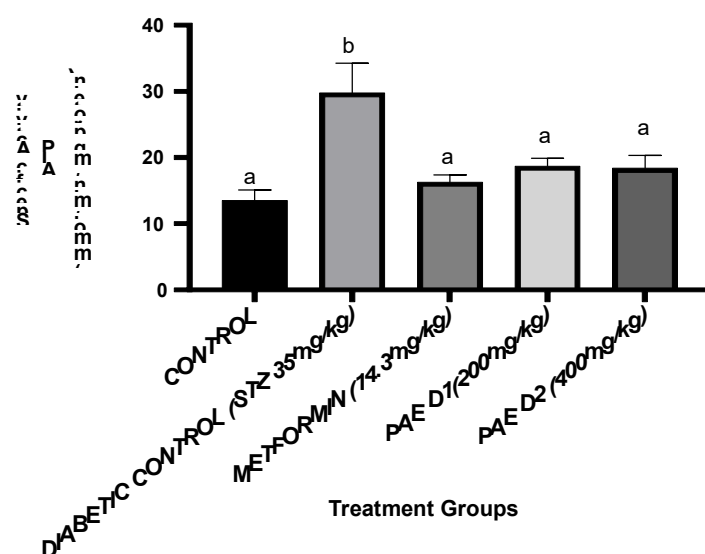 40
30
20
10
0
a
b
a
a
a
CONTROL
DIABETIC CONTROL (STZ 35mg/kg)
METFORMIN (14.3mg/kg)
PAE D1(200mg/kg)
PAE D2 (400mg/kg)
Treatment Groups